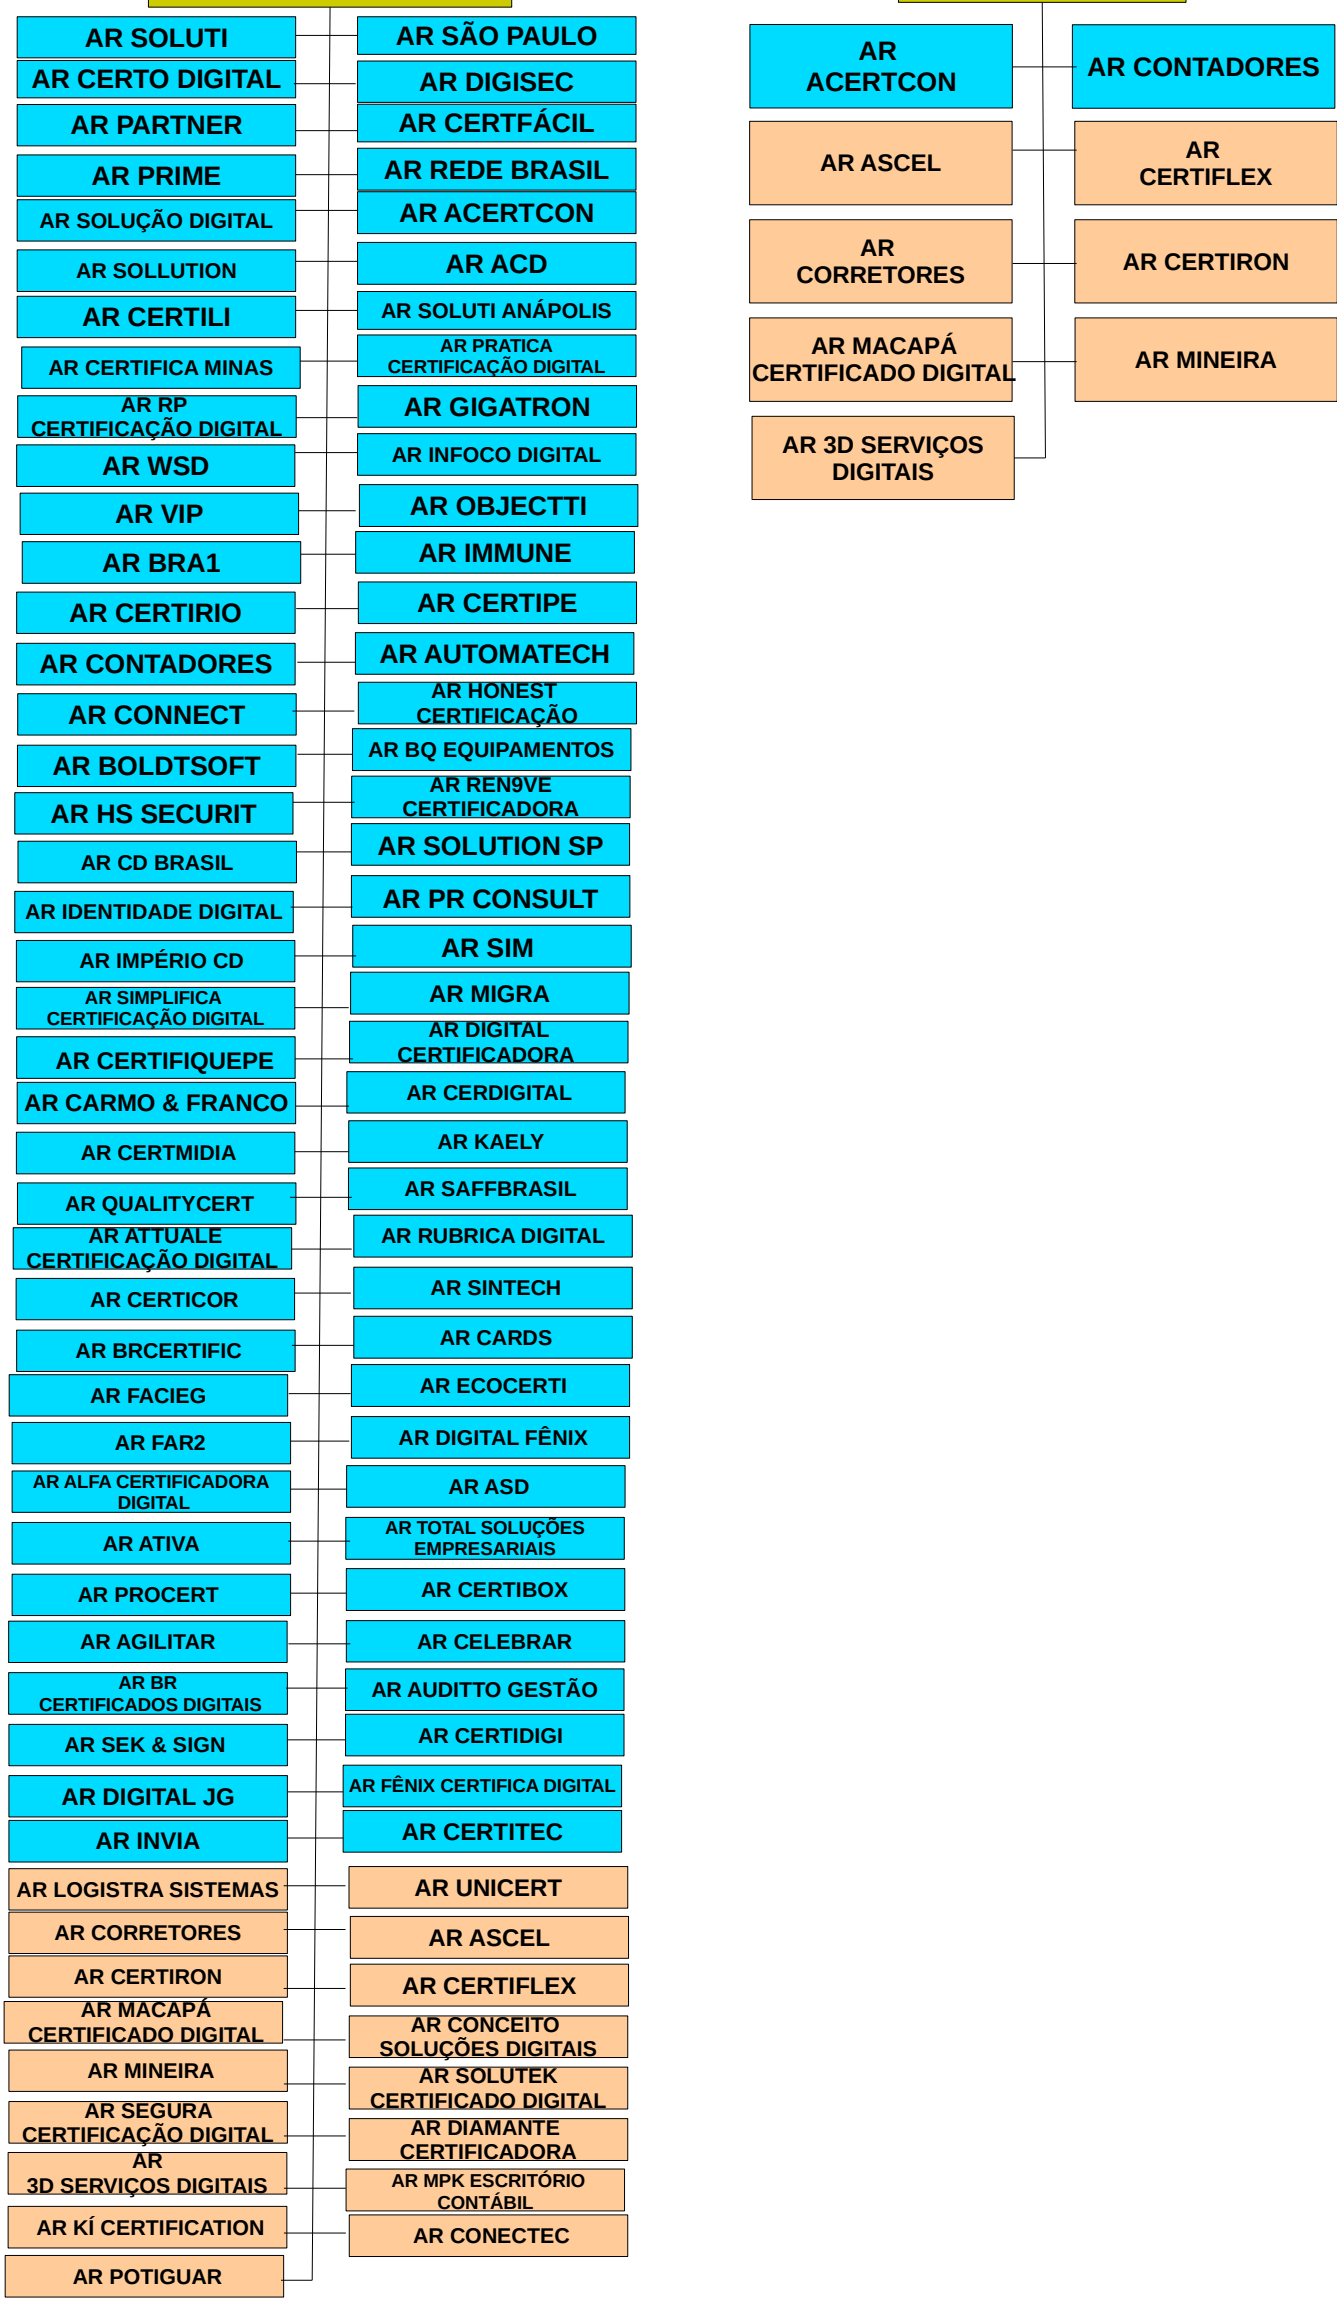 AR SOLUTI
AR SÃO PAULO
AR CERTO DIGITAL
AR DIGISEC
AR PARTNER
AR CERTFÁCIL
AR PRIME
AR REDE BRASIL
AR SOLUÇÃO DIGITAL
AR ACERTCON
AR SOLLUTION
AR ACD
AR CERTILI
AR SOLUTI ANÁPOLIS
AR CERTIFICA MINAS
AR PRATICA
CERTIFICAÇÃO DIGITAL
AR RP
CERTIFICAÇÃO DIGITAL
AR GIGATRON
AR WSD
AR INFOCO DIGITAL
AR VIP
AR OBJECTTI
AR BRA1
AR IMMUNE
AR CERTIRIO
AR CERTIPE
AR CONTADORES
AR AUTOMATECH
AR CONNECT
AR HONEST
CERTIFICAÇÃO
AR BOLDTSOFT
AR BQ EQUIPAMENTOS
AR HS SECURIT
AR REN9VE
CERTIFICADORA
AR CD BRASIL
AR SOLUTION SP
AR IDENTIDADE DIGITAL
AR PR CONSULT
AR IMPÉRIO CD
AR SIM
AR SIMPLIFICA
CERTIFICAÇÃO DIGITAL
AR MIGRA
AR CERTIFIQUEPE
AR DIGITAL
CERTIFICADORA
AR CARMO & FRANCO
AR CERDIGITAL
AR CERTMIDIA
AR KAELY
AR QUALITYCERT
AR SAFFBRASIL
AR ATTUALE
CERTIFICAÇÃO DIGITAL
AR RUBRICA DIGITAL
AR CERTICOR
AR SINTECH
AR BRCERTIFIC
AR CARDS
AR FACIEG
AR ECOCERTI
AR FAR2
AR DIGITAL FÊNIX
AR ALFA CERTIFICADORA
DIGITAL
AR ASD
AR ATIVA
AR TOTAL SOLUÇÕES
EMPRESARIAIS
AR PROCERT
AR CERTIBOX
AR AGILITAR
AR CELEBRAR
AR BR
CERTIFICADOS DIGITAIS
AR AUDITTO GESTÃO
AR SEK & SIGN
AR CERTIDIGI
AR DIGITAL JG
AR FÊNIX CERTIFICA DIGITAL
AR INVIA
AR CERTITEC
AR LOGISTRA SISTEMAS
AR UNICERT
AR CORRETORES
AR ASCEL
AR CERTIRON
AR CERTIFLEX
AR MACAPÁ
CERTIFICADO DIGITAL
AR CONCEITO
SOLUÇÕES DIGITAIS
AR MINEIRA
AR SOLUTEK
CERTIFICADO DIGITAL
AR SEGURA
CERTIFICAÇÃO DIGITAL
AR DIAMANTE
CERTIFICADORA
AR
3D SERVIÇOS DIGITAIS
AR MPK ESCRITÓRIO
CONTÁBIL
AR KÍ CERTIFICATION
AR CONECTEC
AR POTIGUAR
AR
ACERTCON
AR CONTADORES
AR ASCEL
AR
CERTIFLEX
AR
CORRETORES
AR CERTIRON
AR MACAPÁ
CERTIFICADO DIGITAL
AR MINEIRA
AR 3D SERVIÇOS
DIGITAIS